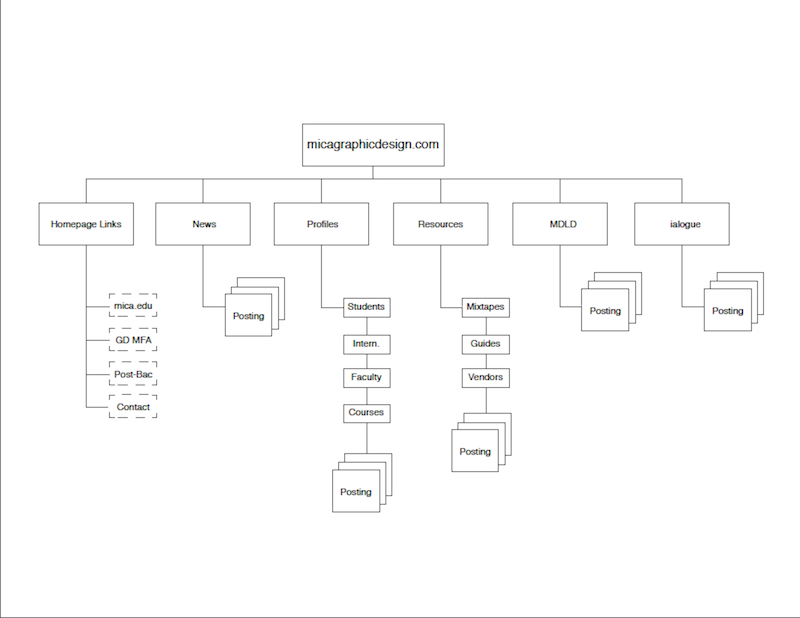 micagraphicdesign.com
Homepage Links
News
Profiles
Resources
MDLD
ialogue
mica.edu
GD MFA
Post-Bac
Contact
Posting
Students
Intern.
Faculty
Courses
Posting
Mixtapes
Guides
Vendors
Posting
Posting
Posting